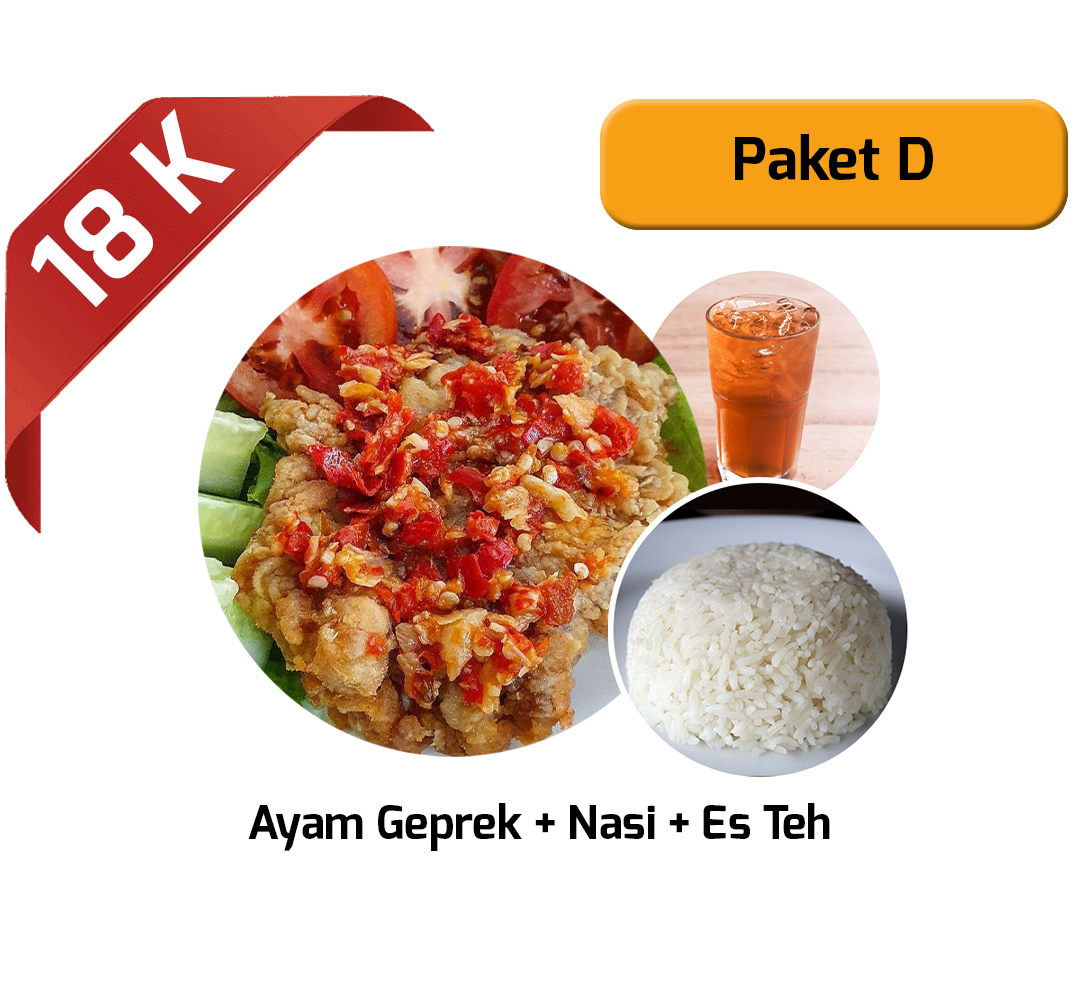 18 K
Paket D
Ayam Geprek + Nasi + Es Teh